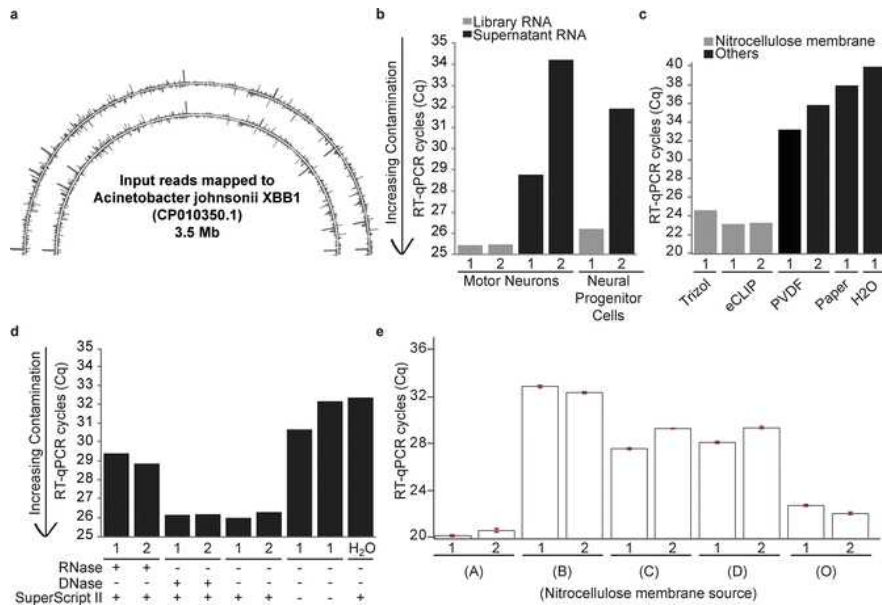 a
Input reads mapped to
Acinetobacter johnsonii XBB1
(CP010350.1)
3.5 Mb
b
Library RNA
Supernatant RNA
Increasing Contamination
RT-qPCR cycles (Cq)
35
34
33
32
31
30
29
28
27
26
25
1 2 1 2 1 2
Motor Neurons
Neural
Progenitor
Cells
c
Nitrocellulose membrane
Others
RT-qPCR cycles (Cq)
40
38
36
34
32
30
28
26
24
22
20
1 1 2 1 2 1 1
Trizol
eCLIP
PVDF
Paper
H2O
d
Increasing Contamination
RT-qPCR cycles (Cq)
35
34
33
32
31
30
29
28
27
26
25
1 2 1 2 1 2 1 1 H2O
RNase + + - - - - - - -
DNase - - + + - - - - -
SuperScript II + + + + + + - - +
e
RT-qPCR cycles (Cq)
36
32
28
24
20
1 2 1 2 1 2 1 2 1 2
(A) (B) (C) (D) (O)
(Nitrocellulose membrane source)